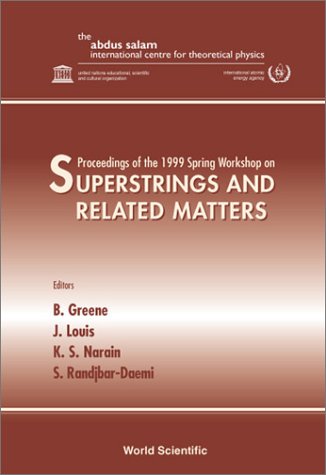 the
abdus salam
international centre for theoretical physics
united nations educational, scientific
and cultural organization
international atomic
energy agency
Proceedings of the 1999 Spring Workshop on
SUPERSTRINGS AND
RELATED MATTERS
Editors
B. Greene
J. Louis
K. S. Narain
S. Randjbar-Daemi
World Scientific